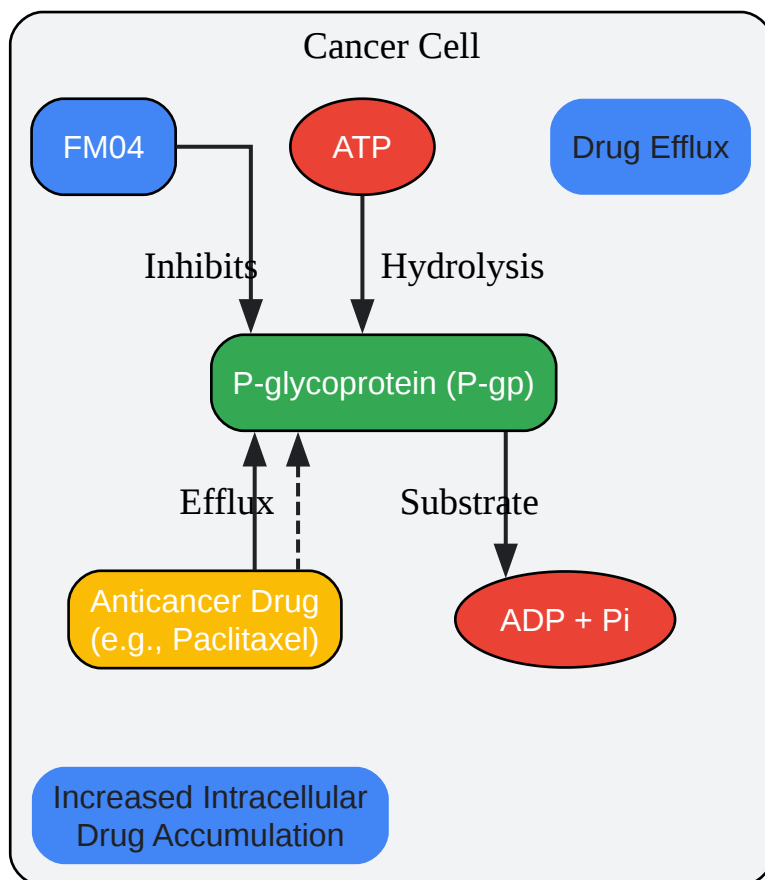 Cancer Cell
FM04
ATP
Drug Efflux
Inhibits
Hydrolysis
P-glycoprotein (P-gp)
Efflux
Substrate
Anticancer Drug
(e.g., Paclitaxel)
ADP + Pi
Increased Intracellular
Drug Accumulation